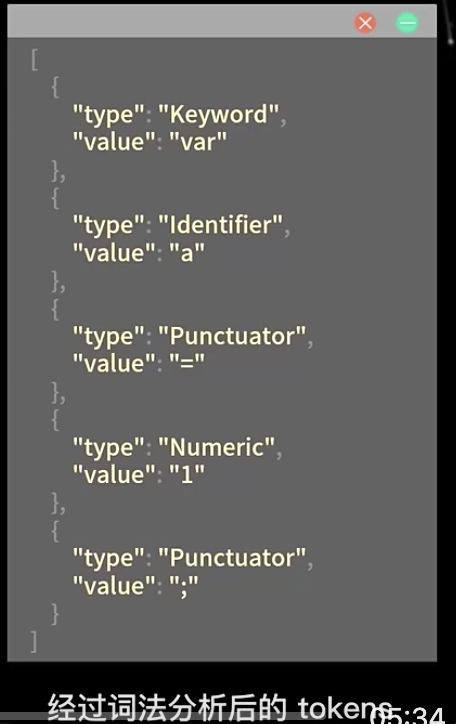 [
{
"type": "Keyword",
"value": "var"
},
{
"type": "Identifier",
"value": "a"
},
{
"type": "Punctuator",
"value": "="
},
{
"type": "Numeric",
"value": "1"
},
{
"type": "Punctuator",
"value": ";"
}
]
经过词法分析后的 tokens
05:34